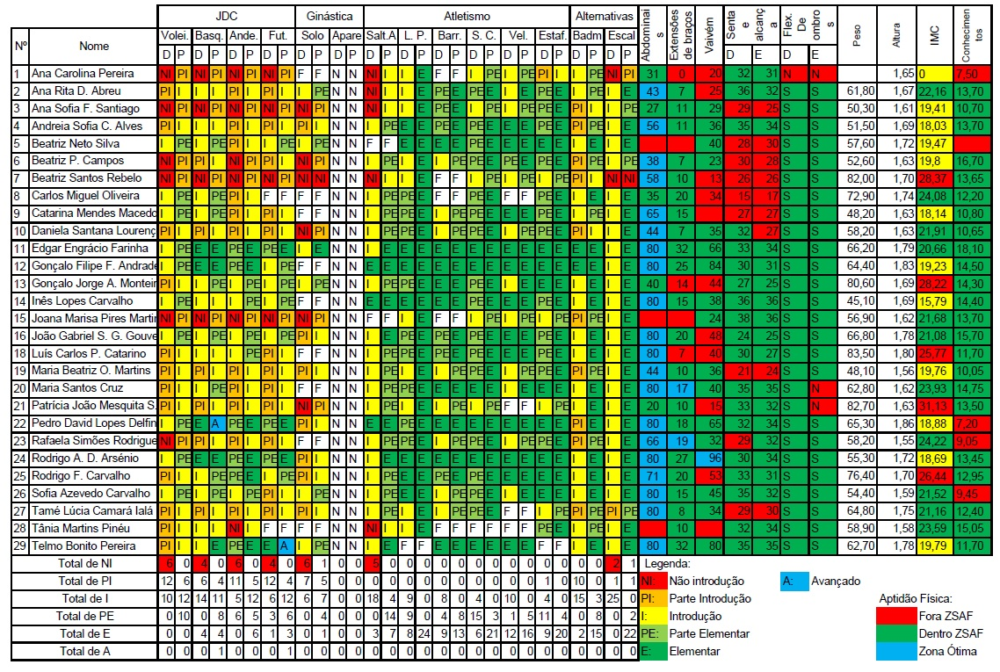 JDC Ginástica Atletismo Alternativas
Nº Nome Volei. Basq. Ande. Fut. Solo Apare Salt.A L. P. Barr. S. C. Vel. Estaf. Badm Escal Abdominais Extensões de braços Vaivém Senta e alcança Flex. De ombros Peso Altura IMC Conhecimentos
D P D P D P D P D P D P D P D P D P D P D P D P D P D P D E D E
1 Ana Carolina Pereira NI PI NI PI NI PI NI PI F F N N NI I I E F F I PE I PE PI I I PE NI PI 31 0 20 32 31 N N 1,65 0 7,50
2 Ana Rita D. Abreu PI I I I PI I PI I I PE N N NI I I E PE E PE E I PE I PE I PE I E 43 7 25 36 32 S S 61,80 1,67 22,16 13,70
3 Ana Sofia F. Santiago NI PI NI PI NI PI NI PI NI PI N N NI I I E PE PE I PE I PE I PE PI I I PE 27 11 29 29 25 S S 50,30 1,61 19,41 10,70
4 Andreia Sofia C. Alves PI I I I PI I PI I PI I N N I PE E E PE E PE E I E PE E I PE I E 56 11 36 35 34 S S 51,50 1,69 18,03 13,70
5 Beatriz Neto Silva I PE I PE I I PI I I PE N N F F E E E E PE E E E E E I PE I E 40 28 30 S S 57,60 1,72 19,47
6 Beatriz P. Campos NI PI PI I NI PI PI I NI PI N N I PE I E I PE PE E I PE PE E PI PE I PE 38 7 23 30 28 S S 52,60 1,63 19,8 16,70
7 Beatriz Santos Rebelo NI PI NI PI NI PI NI PI NI PI N N NI I I E F F I PE I PE I PE PI I NI NI 58 10 13 26 26 S S 82,00 1,70 28,37 13,65
8 Carlos Miguel Oliveira I PE I PE PI I F F F F N N I PE PE E F F PE E F F PE E I E I E 35 20 34 15 17 S S 72,90 1,74 24,08 12,20
9 Catarina Mendes Macedo I PE I PE PI I PI I F F N N I PE PE E I PE PE E E E E E I PE I E 65 15 27 27 S S 48,20 1,63 18,14 10,80
10 Daniela Santana Lourenç PI I PI I PI I PI I NI PI N N I PE PE E PE E PE E I E PE E PI I I E 44 7 35 32 27 S S 58,20 1,63 21,91 10,65
11 Edgar Engrácio Farinha I PE E E PE E PE E I E N N I E E E E E E E E E E E E E I E 80 32 66 33 34 S S 66,20 1,79 20,66 18,10
12 Gonçalo Filipe F. Andrade I PE E E PE E I PE F F N N E E E E E E E E E E E E I E I E 80 25 84 30 31 S S 64,40 1,83 19,23 14,50
13 Gonçalo Jorge A. Monteir PI I I PE I PE I PE I PE N N I PE PE E E E PE E I E E E I E I E 40 14 44 27 25 S S 80,60 1,69 28,22 14,30
14 Inês Lopes Carvalho I PE I I I PE I I F F N N E E E E E E E E E E E E I E I E 80 15 38 38 36 S S 45,10 1,69 15,79 14,40
15 Joana Marisa Pires Martin NI PI NI PI NI PI NI PI NI PI N N F F I E F F I PE I PE I PE PI PE I E 24 38 36 S S 56,90 1,62 21,68 13,70
16 João Gabriel S. G. Gouve I PE I PE I PE I PE PI I N N I E PE E PE E PE E E E PE E I E I E 80 20 48 24 25 S S 66,80 1,78 21,08 15,70
18 Luís Carlos P. Catarino PI I I I I PE PI I F F N N I PE PE E E E PE E I E PE E I E I E 80 7 40 30 27 S S 83,50 1,80 25,77 11,70
19 Maria Beatriz O. Martins PI I PI I PI I PI I PI I N N I PE I E PE E PE E I E PE E PI PE I E 44 10 36 21 24 S S 48,10 1,56 19,76 10,05
20 Maria Santos Cruz PI I I PE PI I PI I F F N N I PE PE E E E E E E E E E I E I E 80 17 40 35 35 S N 62,80 1,62 23,93 14,75
21 Patrícia João Mesquita S. PI I PI I PI I PI I NI PI N N I PE I E I PE I PE F F I PE PI I I E 20 10 15 33 32 S N 82,70 1,63 31,13 13,50
22 Pedro David Lopes Delfin I PE E A PE E PE E I PE N N I E E E E E E E E E E E PI E I E 80 18 65 32 34 S S 65,30 1,86 18,88 7,20
23 Rafaela Simões Rodrigue NI PI PI I PI I PI I F F N N I PE I E I PE PE E I E PE E I PE I E 66 19 32 29 32 S S 58,20 1,55 24,22 9,05
24 Rodrigo A. D. Arsénio I PE E E PE E PE E PI I N N I E E E E E E E E E E E I E I E 80 27 96 30 34 S S 55,30 1,72 18,69 13,45
25 Rodrigo F. Carvalho PI I I PE PE E I PE PI I N N I PE E E E E E E E E E E I E I E 71 20 53 33 31 S S 76,40 1,70 26,44 12,95
26 Sofia Azevedo Carvalho I PE I I I PE PI I I PE N N I PE E E PE E PE E E E PE E I PE I E 80 15 45 35 32 S S 54,40 1,59 21,52 9,45
27 Tamé Lúcia Camará Ialá PI I PI I PI I PI I PI I N N I PE E E I PE PE E F F I PE PI PE PI PE 80 8 34 29 30 S S 64,80 1,75 21,16 12,40
28 Tânia Martins Pinéu PI I I I NI I F F F F N N NI I I E F F F F F F PE E I PE I E 10 32 34 S S 58,90 1,58 23,59 15,05
29 Telmo Bonito Pereira PI I I E PE E E A I PE N N I E F F E E E E E E F F I E I E 80 32 80 35 35 S S 62,70 1,78 19,79 11,70
Total de NI 6 0 4 0 6 0 4 0 6 1 0 0 5 0 0 0 0 0 0 0 0 0 0 0 0 0 2 1
Total de PI 12 6 6 4 11 5 12 4 7 5 0 0 0 0 0 0 0 0 0 0 0 0 1 0 10 0 1 1
Total de I 10 12 14 11 5 12 6 12 6 7 0 0 18 4 9 0 8 0 4 0 10 0 4 0 15 3 25 0
Total de PE 0 10 0 8 6 4 3 6 0 4 0 0 0 14 9 0 4 8 15 3 1 5 11 4 0 8 0 2
Total de E 0 0 4 4 0 6 1 3 0 1 0 0 3 7 8 24 9 13 6 21 12 16 9 20 2 15 0 22
Total de A 0 0 0 1 0 0 0 1 0 0 0 0 0 0 0 0 0 0 0 0 0 0 0 0 0 0 0 0
Legenda:
NI: Não introdução A: Avançado
PI: Parte Introdução Aptidão Física:
I: Introdução Fora ZSAF
PE: Parte Elementar Dentro ZSAF
E: Elementar Zona Ótima